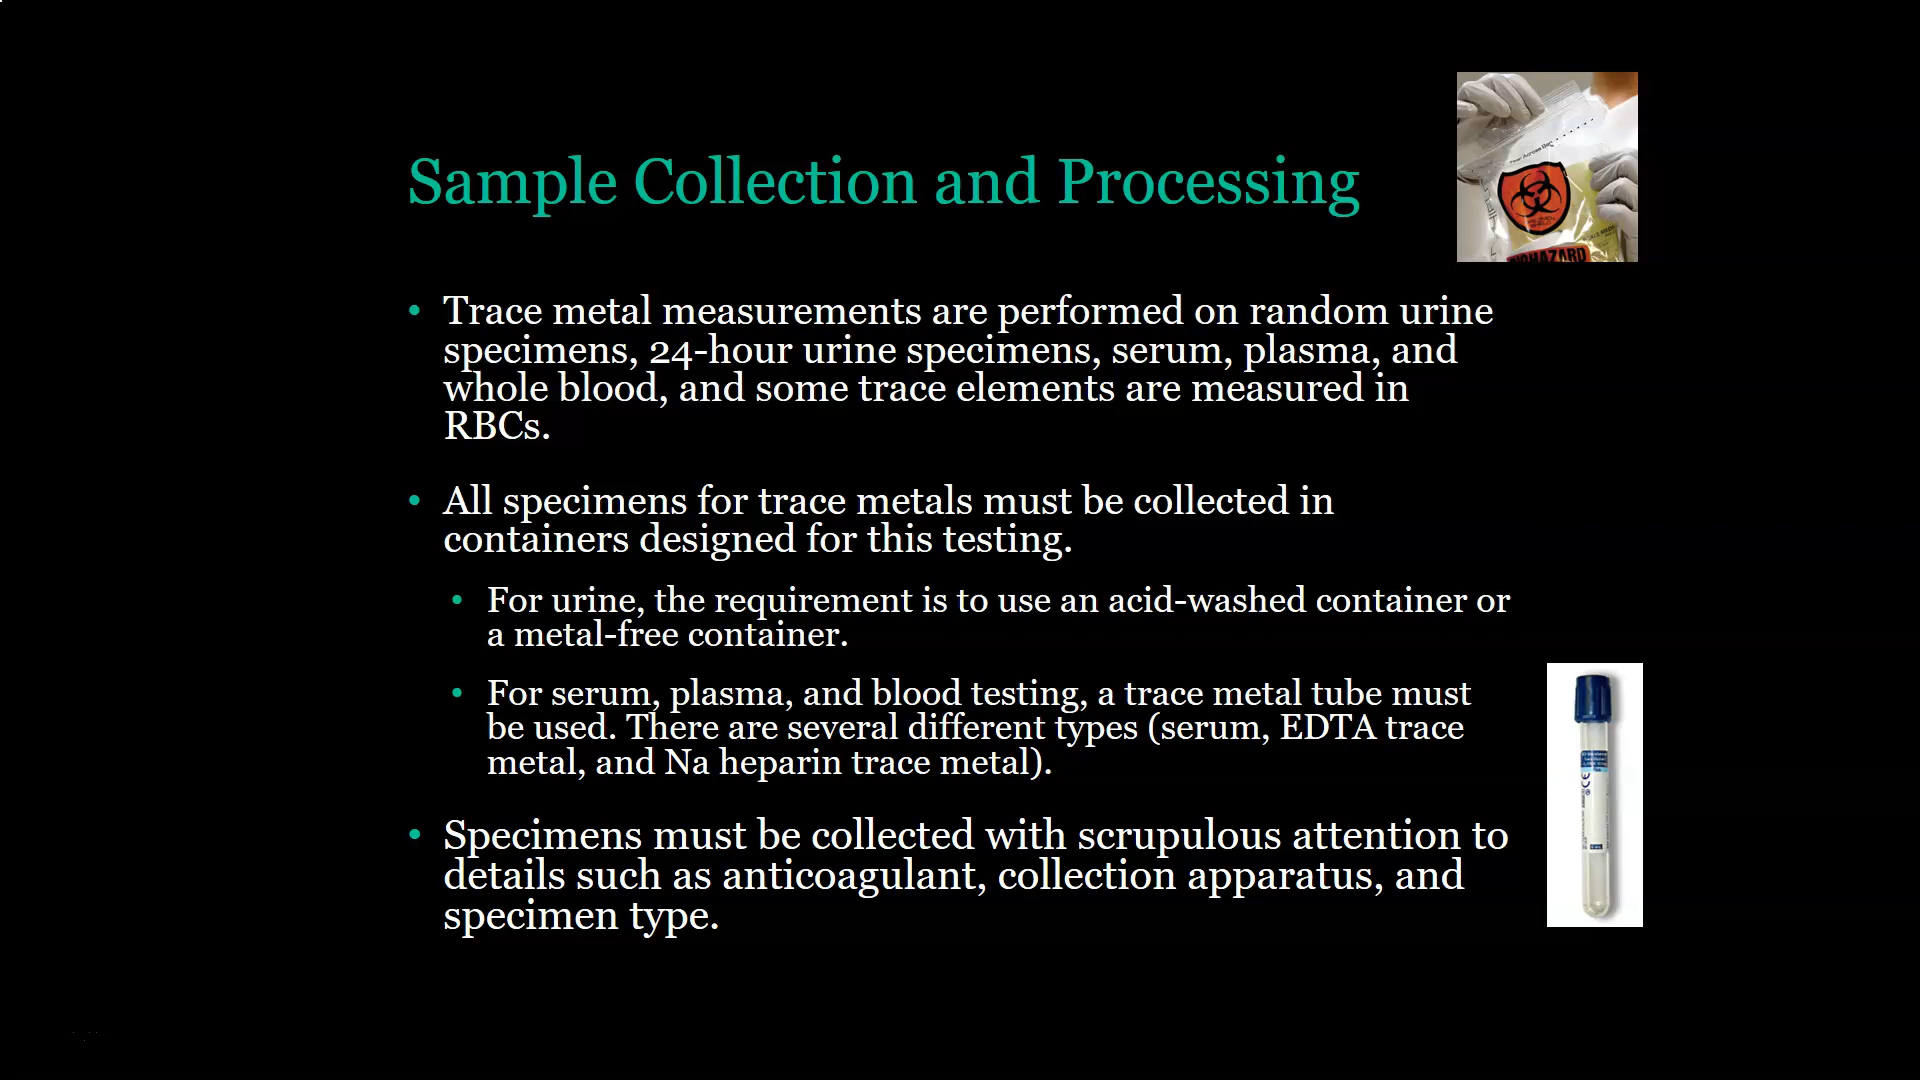 Sample Collection and Processing
• Trace metal measurements are performed on random urine
specimens, 24-hour urine specimens, serum, plasma, and
whole blood, and some trace elements are measured in
RBCs.
• All specimens for trace metals must be collected in
containers designed for this testing.
• For urine, the requirement is to use an acid-washed container or
a metal-free container.
• For serum, plasma, and blood testing, a trace metal tube must
be used. There are several different types (serum, EDTA trace
metal, and Na heparin trace metal).
• Specimens must be collected with scrupulous attention to
details such as anticoagulant, collection apparatus, and
specimen type.
BIOHAZARD
CE